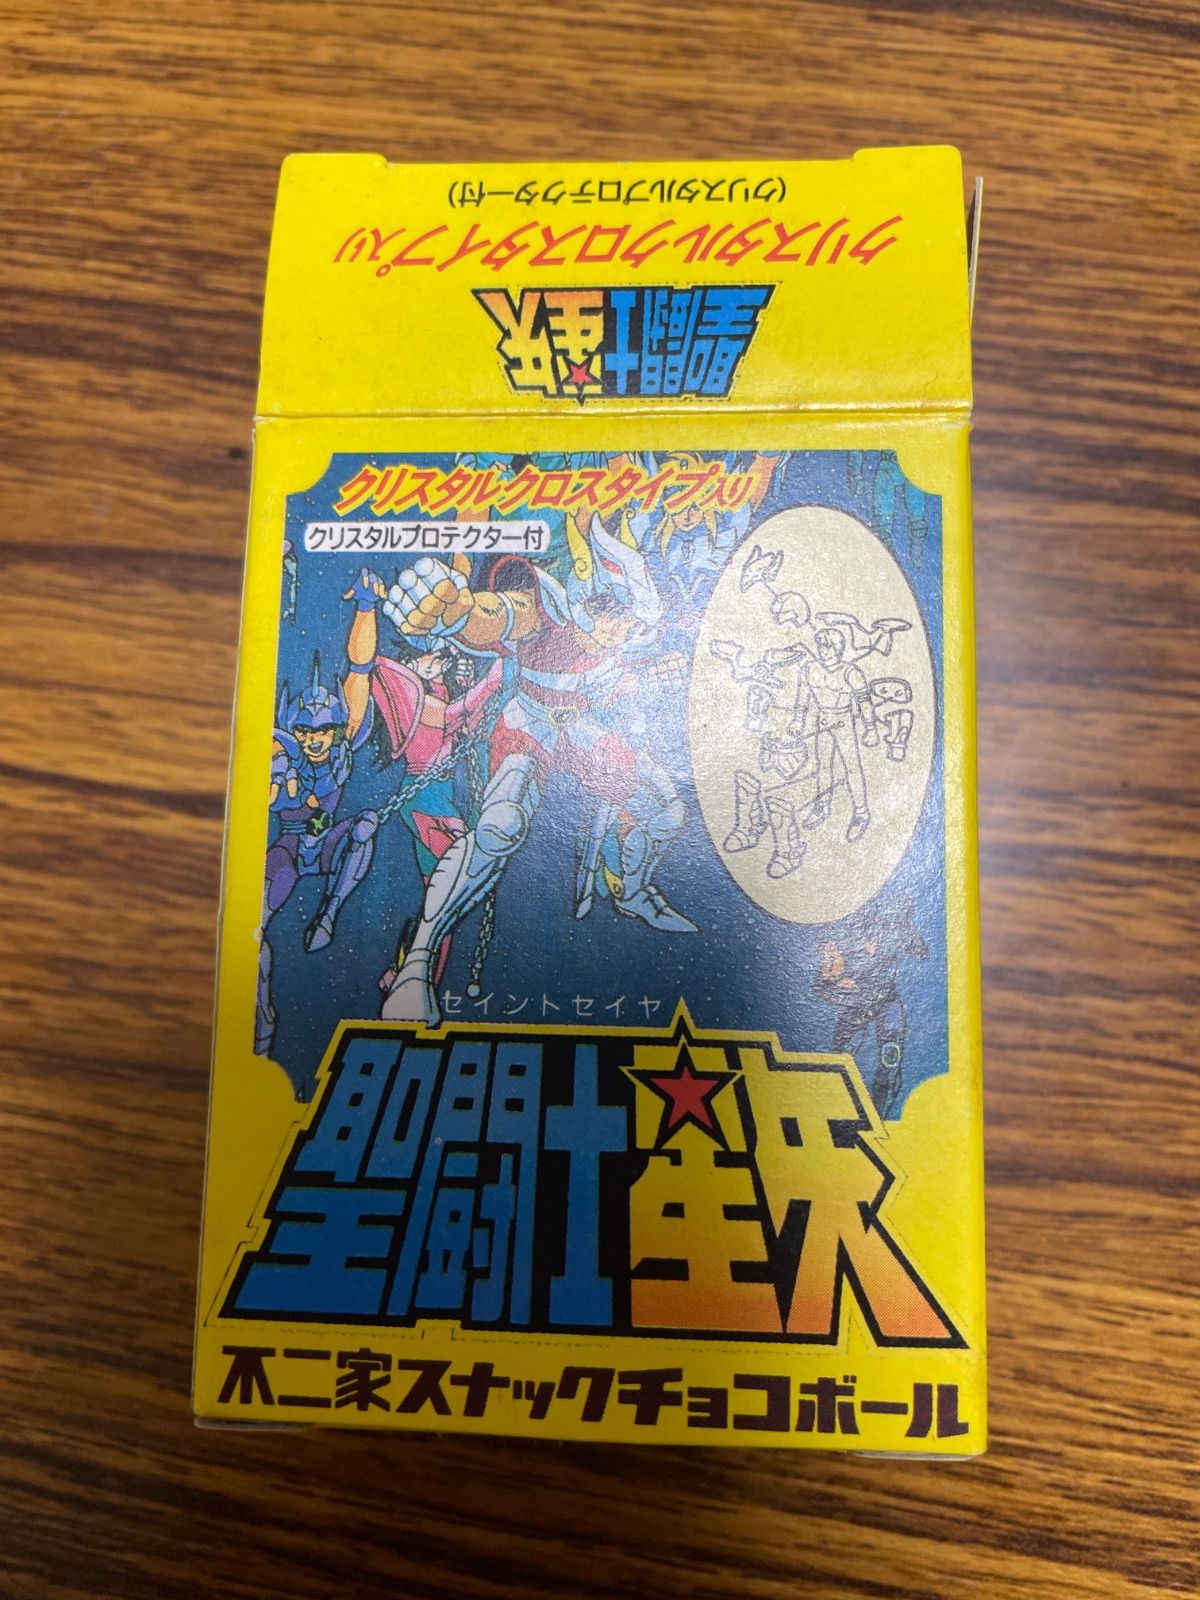 (クリスタルプロテクター付)
クリスタルクロスタイプ入り
聖闘士星矢
クリスタルクロスタイプ入り
クリスタルプロテクター付
セイントセイヤ
聖闘士星矢
不二家スナックチョコボール